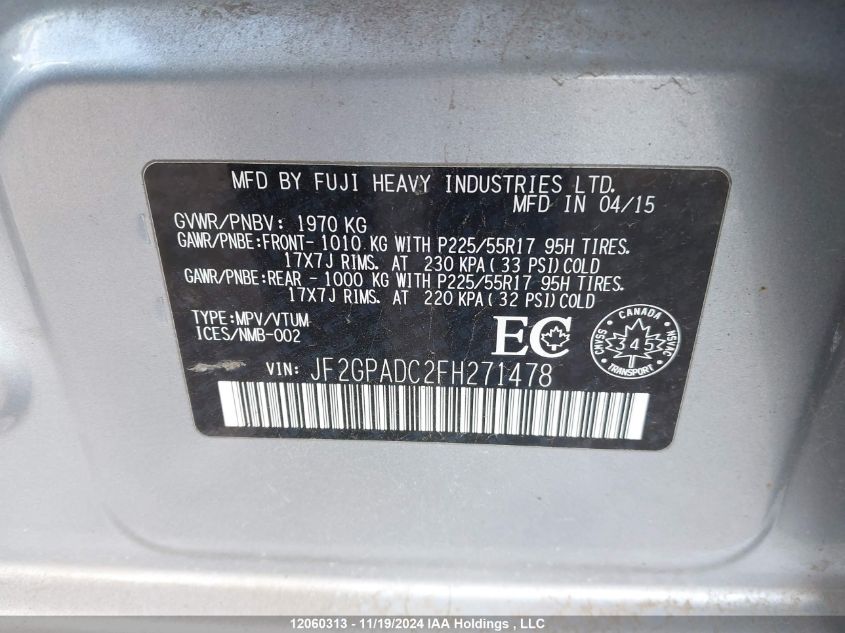 MFD BY FUJI HEAVY INDUSTRIES LTD.
MFD IN 04/15
GVWR/PNBV: 1970 KG
GAWR/PNBE:FRONT- 1010 KG WITH P225/55R17 95H TIRES.
17X7J RIMS. AT 230 KPA(33 PSI)COLD
GAWR/PNBE:REAR - 1000 KG WITH P225/55R17 95H TIRES.
17X7J RIMS. AT 220 KPA(32 PSI)COLD
TYPE:MPV/VTUM
ICES/NMB-002
EC
CANADA
CMVSS
NSVAC
345
TRANSPORT
VIN: JF2GPADC2FH271478
12060313 - 11/19/2024 IAA Holdings , LLC